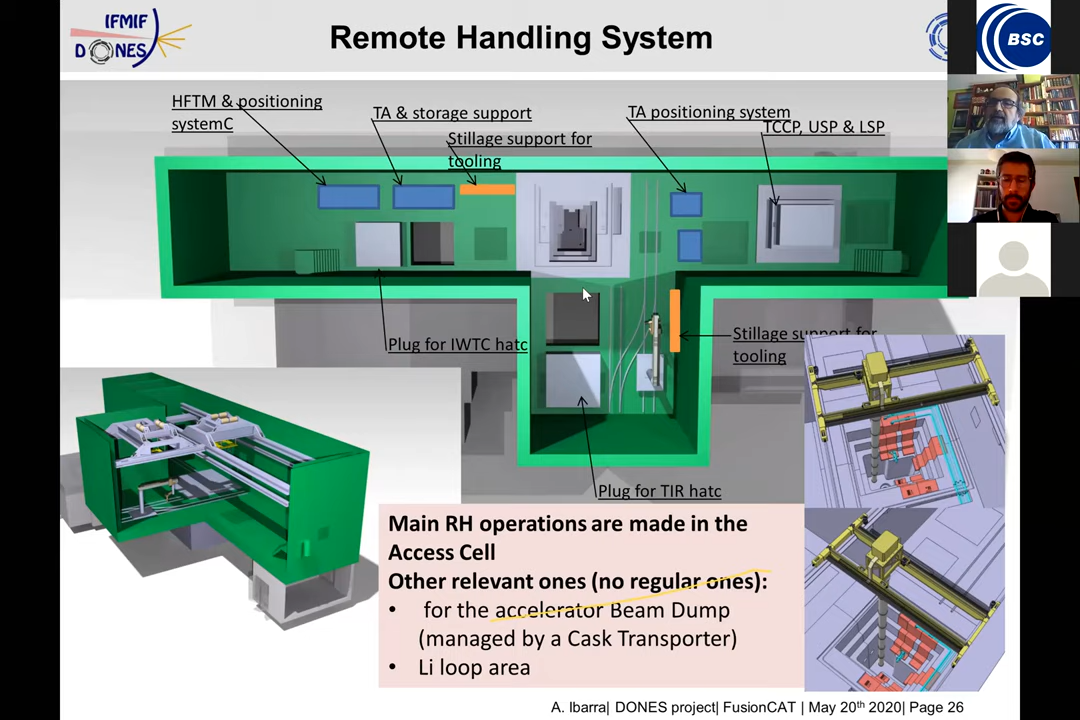 IFMIF
DONES
Remote Handling System
BSC
HFTM & positioning
systemC
TA & storage support
Stillage support for
tooling
TA positioning system
TCCP, USP & LSP
Plug for IWTC hatc
Stillage support for
tooling
Plug for TIR hatc
Main RH operations are made in the
Access Cell
Other relevant ones (no regular ones):
• for the accelerator Beam Dump
(managed by a Cask Transporter)
• Li loop area
A. Ibarra| DONES project| FusionCAT | May 20th 2020| Page 26